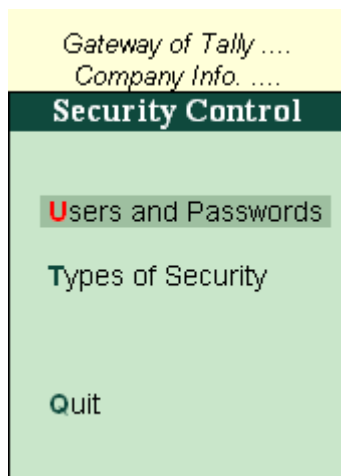 Gateway of Tally ....
Company Info. ....
Security Control
Users and Passwords
Types of Security
Quit